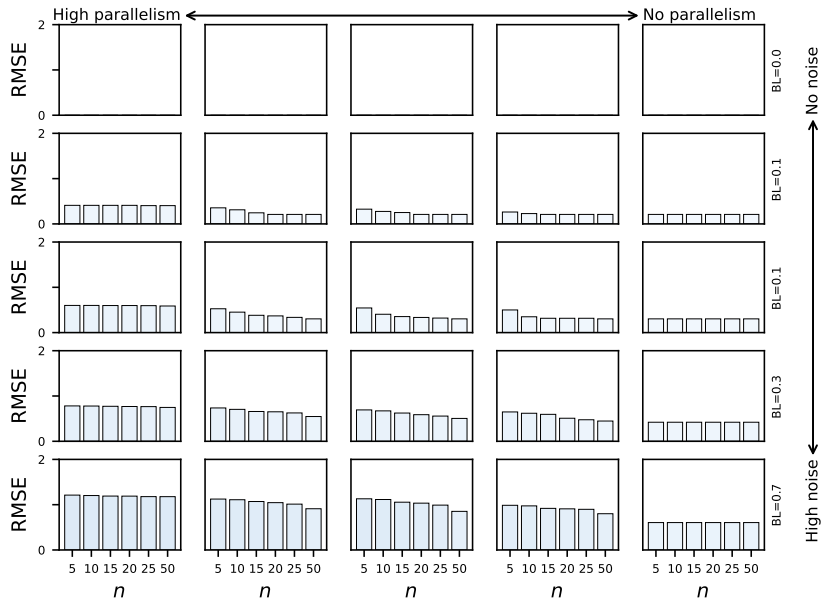 High parallelism No parallelism
2
RMSE
0
BL=0.0
No noise
2
RMSE
0
BL=0.1
2
RMSE
0
BL=0.1
2
RMSE
0
BL=0.3
2
RMSE
0
BL=0.7
High noise
5 10 15 20 25 50 5 10 15 20 25 50 5 10 15 20 25 50 5 10 15 20 25 50 5 10 15 20 25 50
n n n n n